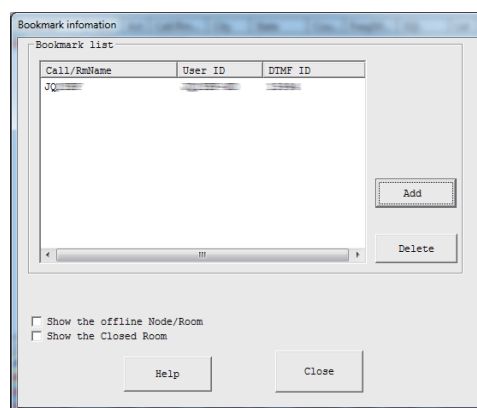 Bookmark infomation
Bookmark list
Call/RmName User ID DTMF ID
Add
Delete
Show the offline Node/Room
Show the Closed Room
Help Close